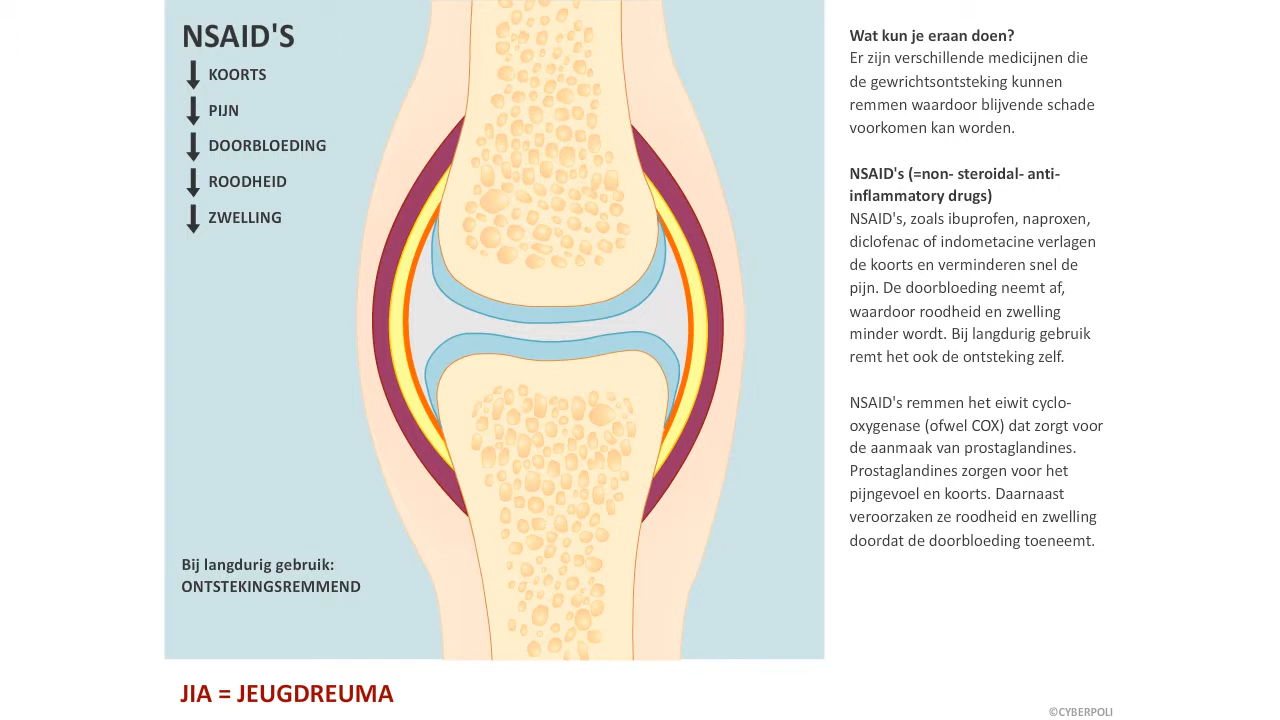 NSAID'S
KOORTS
PIJN
DOORBLOEDING
ROODHEID
ZWELLING
Bij langdurig gebruik:
ONTSTEKINGSREMMEND
JIA = JEUGDREUMA
Wat kun je eraan doen?
Er zijn verschillende medicijnen die
de gewrichtsontsteking kunnen
remmen waardoor blijvende schade
voorkomen kan worden.
NSAID's (=non- steroidal- anti-
inflammatory drugs)
NSAID's, zoals ibuprofen, naproxen,
diclofenac of indometacine verlagen
de koorts en verminderen snel de
pijn. De doorbloeding neemt af,
waardoor roodheid en zwelling
minder wordt. Bij langdurig gebruik
remt het ook de ontsteking zelf.
NSAID's remmen het eiwit cyclo-
oxygenase (ofwel COX) dat zorgt voor
de aanmaak van prostaglandines.
Prostaglandines zorgen voor het
pijngevoel en koorts. Daarnaast
veroorzaken ze roodheid en zwelling
doordat de doorbloeding toeneemt.
©CYBERPOLI